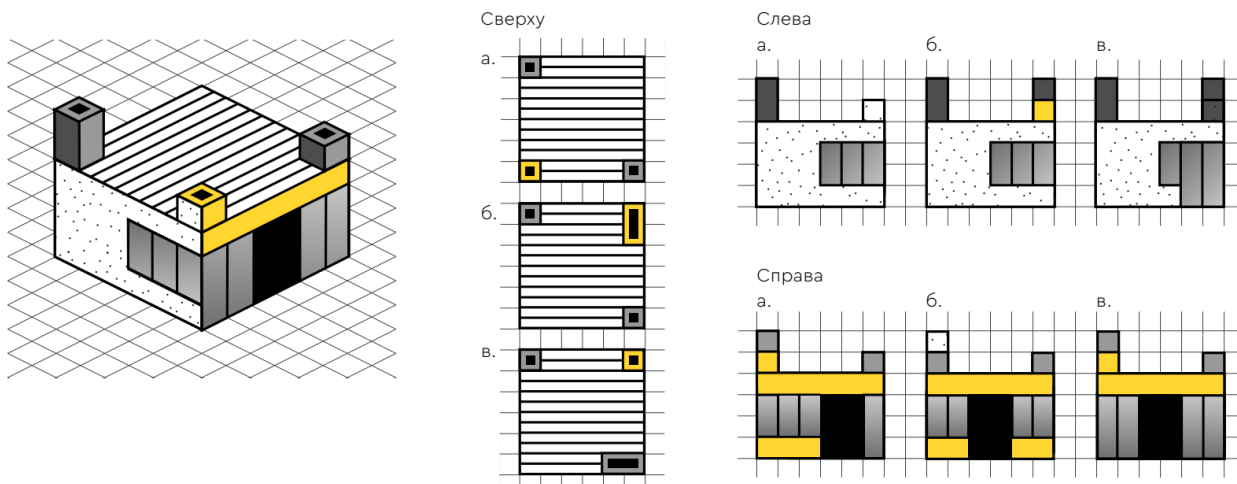 Сверху
а.
б.
в.
Слева
а. б. в.
Справа
а. б. в.